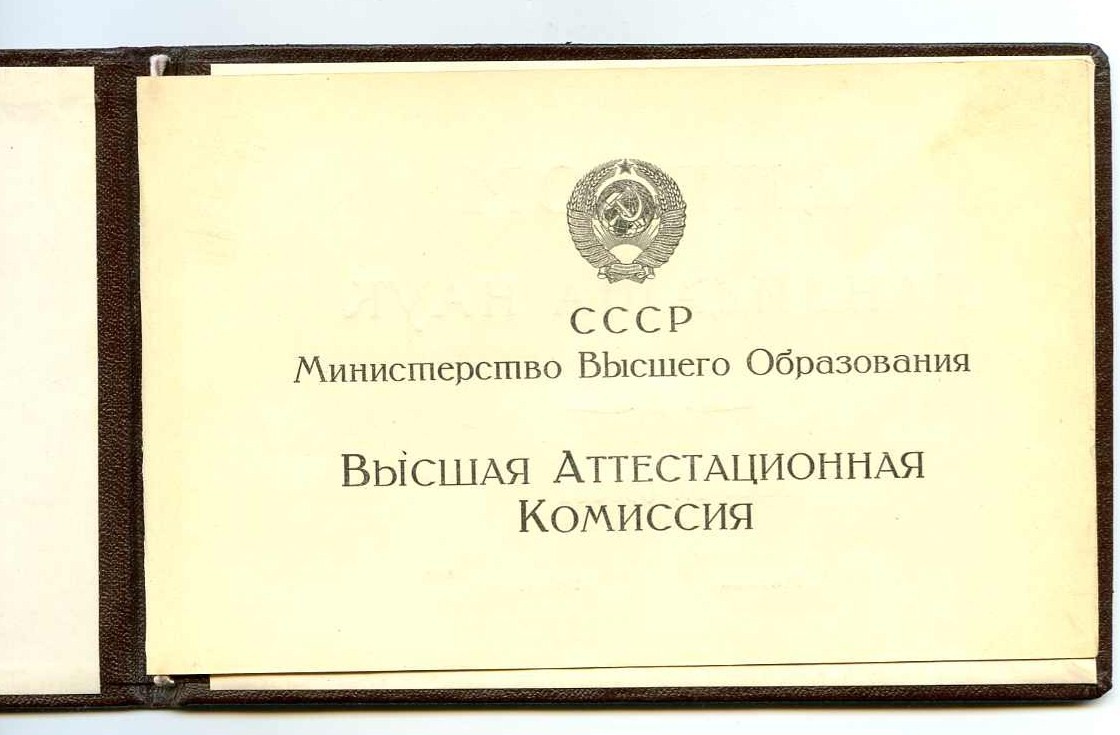 СССР
Министерство Высшего Образования
Высшая Аттестационная
Комиссия